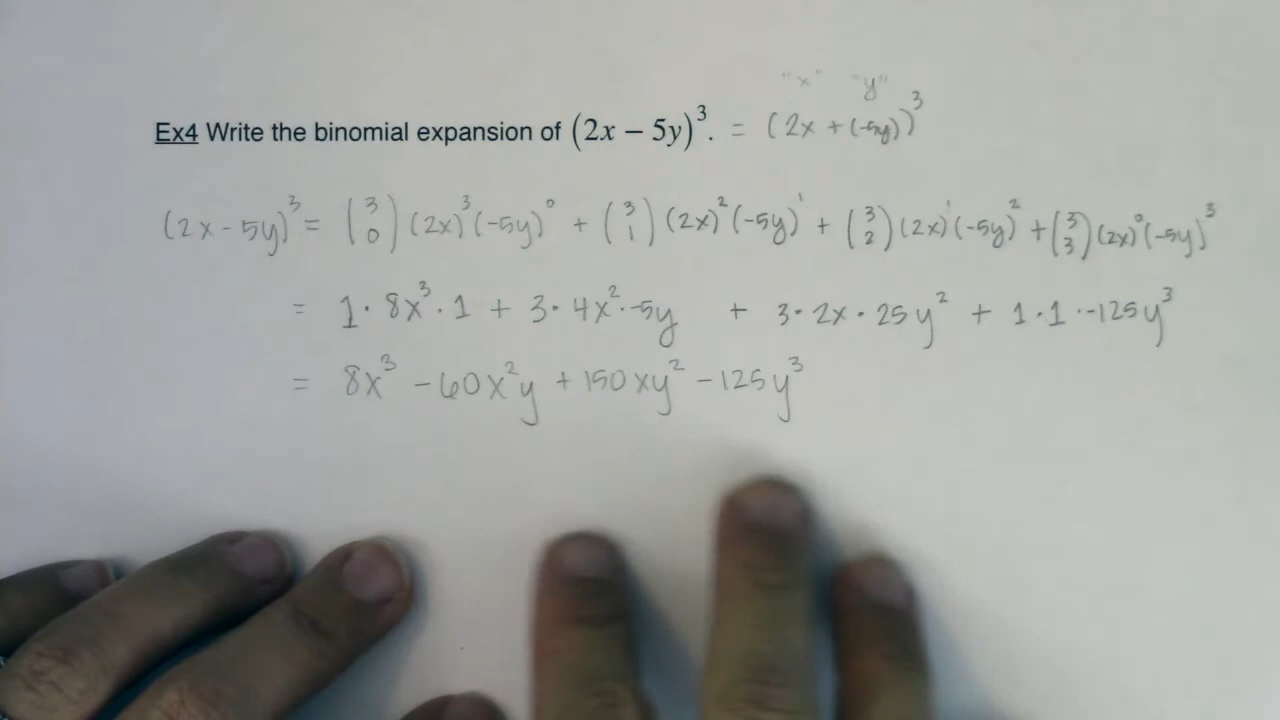 "x" "y"
Ex4 Write the binomial expansion of (2x − 5y)³. = (2x + (-5y))³
(2x - 5y)³ = (3 0)(2x)³(-5y)⁰ + (3 1)(2x)²(-5y)¹ + (3 2)(2x)¹(-5y)² + (3 3)(2x)⁰(-5y)³
= 1 · 8x³ · 1 + 3 · 4x² · -5y + 3 · 2x · 25y² + 1 · 1 · -125y³
= 8x³ - 60x²y + 150xy² - 125y³